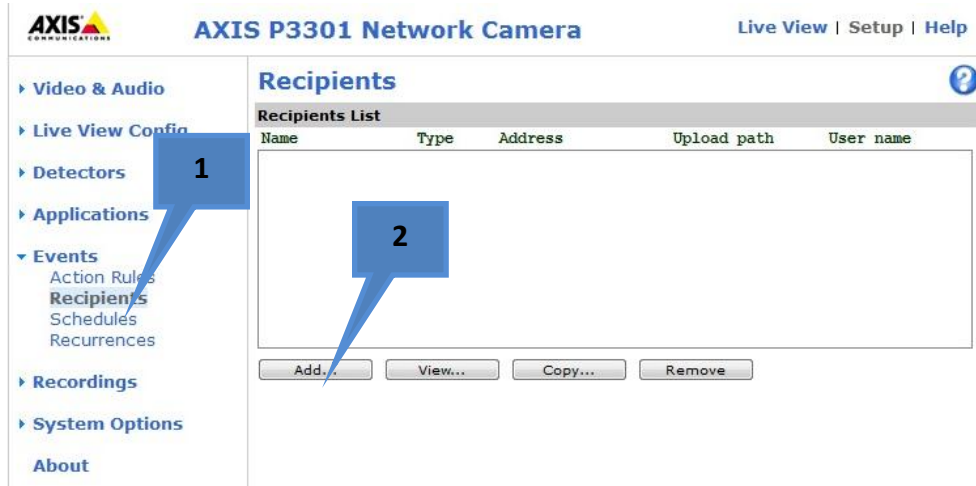 AXIS
COMMUNICATIONS
AXIS P3301 Network Camera
Live View | Setup | Help
Video & Audio
Live View Config
Detectors
Applications
Events
Action Rules
Recipients
Schedules
Recurrences
Recordings
System Options
About
Recipients
?
Recipients List
Name Type Address Upload path User name
1
2
Add... View... Copy... Remove